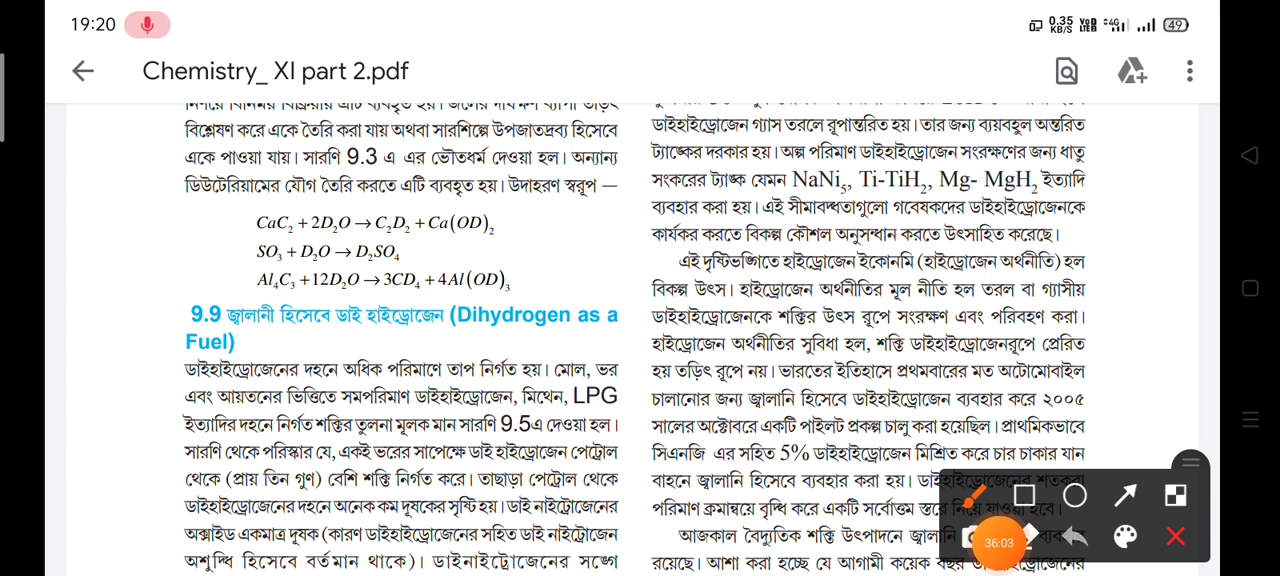 19:20
0.35 KB/S 4G 49
Chemistry_ XI part 2.pdf
বিশ্লেষণ করে একে তৈরি করা যায় অথবা সারশিল্পে উপজাতদ্রব্য হিসেবে
একে পাওয়া যায়। সারণি 9.3 এ এর ভৌতধর্ম দেওয়া হল। অন্যান্য
ডিউটেরিয়ামের যৌগ তৈরি করতে এটি ব্যবহৃত হয়। উদাহরণ স্বরূপ —
CaC₂ + 2D₂O → C₂D₂ + Ca(OD)₂
SO₃ + D₂O → D₂SO₄
Al₄C₃ +12D₂O → 3CD₄ + 4Al(OD)₃
9.9 জ্বালানী হিসেবে ডাই হাইড্রোজেন (Dihydrogen as a
Fuel)
ডাইহাইড্রোজেনের দহনে অধিক পরিমাণে তাপ নির্গত হয়। মোল, ভর
এবং আয়তনের ভিত্তিতে সমপরিমাণ ডাইহাইড্রোজেন, মিথেন, LPG
ইত্যাদির দহনে নির্গত শক্তির তুলনা মূলক মান সারণি 9.5এ দেওয়া হল।
সারণি থেকে পরিস্কার যে, একই ভরের সাপেক্ষে ডাই হাইড্রোজেন পেট্রোল
থেকে (প্রায় তিন গুণ) বেশি শক্তি নির্গত করে। তাছাড়া পেট্রোল থেকে
ডাইহাইড্রোজেনের দহনে অনেক কম দূষকের সৃষ্টি হয়। ডাই নাইট্রোজেনের
অক্সাইড একমাত্র দূষক (কারণ ডাইহাইড্রোজেনের সহিত ডাই নাইট্রোজেন
অশুদ্ধি হিসেবে বর্তমান থাকে)। ডাইনাইট্রোজেনের সঙ্গে
ডাইহাইড্রোজেন গ্যাস তরলে রূপান্তরিত হয়। তার জন্য ব্যয়বহুল অন্তরিত
ট্যাঙ্কের দরকার হয়। অল্প পরিমাণ ডাইহাইড্রোজেন সংরক্ষণের জন্য ধাতু
সংকরের ট্যাঙ্ক যেমন NaNi₅, Ti-TiH₂, Mg- MgH₂ ইত্যাদি
ব্যবহার করা হয়। এই সীমাবদ্ধতাগুলো গবেষকদের ডাইহাইড্রোজেনকে
কার্যকর করতে বিকল্প কৌশল অনুসন্ধান করতে উৎসাহিত করেছে।
এই দৃষ্টিভঙ্গিতে হাইড্রোজেন ইকোনমি (হাইড্রোজেন অর্থনীতি) হল
বিকল্প উৎস। হাইড্রোজেন অর্থনীতির মূল নীতি হল তরল বা গ্যাসীয়
ডাইহাইড্রোজেনকে শক্তির উৎস রূপে সংরক্ষণ এবং পরিবহণ করা।
হাইড্রোজেন অর্থনীতির সুবিধা হল, শক্তি ডাইহাইড্রোজেনরূপে প্রেরিত
হয় তড়িৎ রূপে নয়। ভারতের ইতিহাসে প্রথমবারের মত অটোমোবাইল
চালানোর জন্য জ্বালানি হিসেবে ডাইহাইড্রোজেন ব্যবহার করে ২০০৫
সালের অক্টোবরে একটি পাইলট প্রকল্প চালু করা হয়েছিল। প্রাথমিকভাবে
সিএনজি এর সহিত 5% ডাইহাইড্রোজেন মিশ্রিত করে চার চাকার যান
বাহনে জ্বালানি হিসেবে ব্যবহার করা হয়। ডাইহাইড্রোজেনের শতকরা
পরিমাণ ক্রমান্বয়ে বৃদ্ধি করে একটি সর্বোত্তম স্তরে নিয়ে যাওয়া হবে।
আজকাল বৈদ্যুতিক শক্তি উৎপাদনে জ্বালানি
রয়েছে। আশা করা হচ্ছে যে আগামী কয়েক বছর
36:03